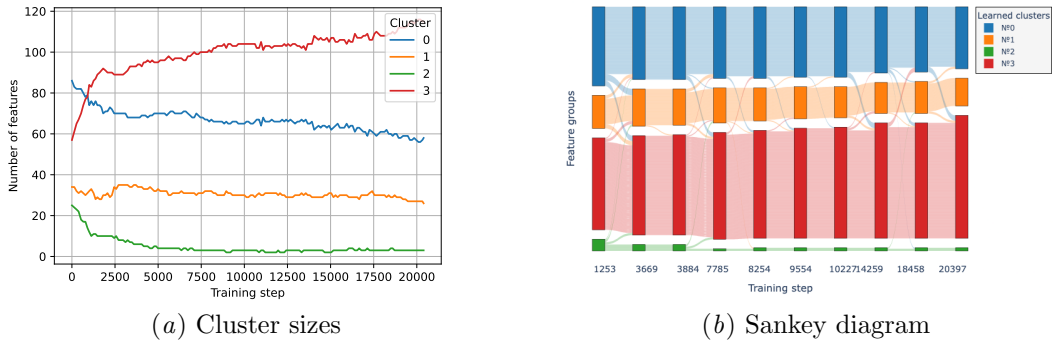 120
100
80
60
40
20
0
Number of features
0 2500 5000 7500 10000 12500 15000 17500 20000
Training step
Cluster
0
1
2
3
(a) Cluster sizes
Feature groups
1253 3669 3884 7785 8254 9554 10227 14259 18458 20397
Training step
Learned clusters
№0
№1
№2
№3
(b) Sankey diagram